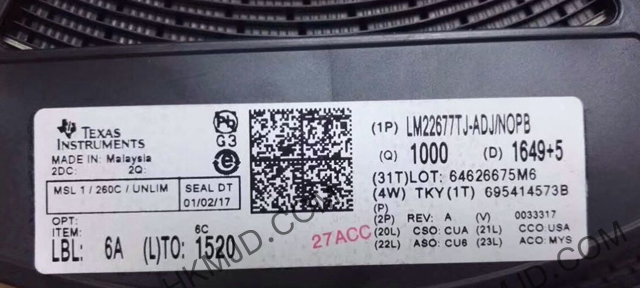 TEXAS
INSTRUMENTS
MADE IN: Malaysia
2DC: 2Q:
MSL 1 / 260C / UNLIM
SEAL DT
01/02/17
OPT:
ITEM:
6C
LBL: 6A (L)TO: 1520
Pb
G3
e
(1P) LM22677TJ-ADJ/NOPB
(Q) 1000 (D) 1649+5
(31T)LOT: 64626675M6
(4W) TKY(1T) 695414573B
(P)
(2P) REV: A (V) 0033317
(20L) CSO: CUA (21L) CCO:USA
(22L) ASO: CU6 (23L) ACO: MYS
27ACC
HKMJD.COM